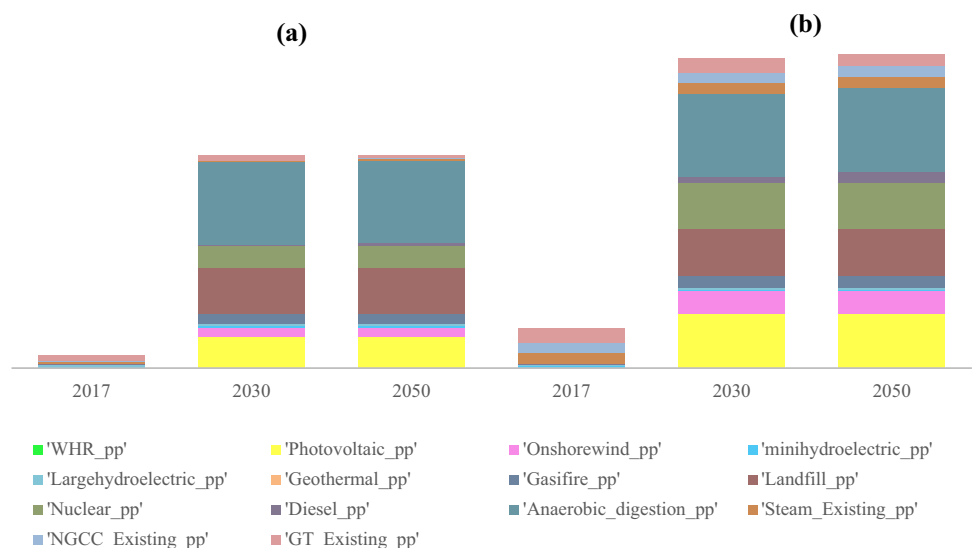 (a)
(b)
2017 2030 2050 2017 2030 2050
'WHR_pp' 'Photovoltaic_pp' 'Onshorewind_pp' 'minihydroelectric_pp'
'Largehydroelectric_pp' 'Geothermal_pp' 'Gasifire_pp' 'Landfill_pp'
'Nuclear_pp' 'Diesel_pp' 'Anaerobic_digestion_pp' 'Steam_Existing_pp'
'NGCC_Existing_pp' 'GT_Existing_pp'